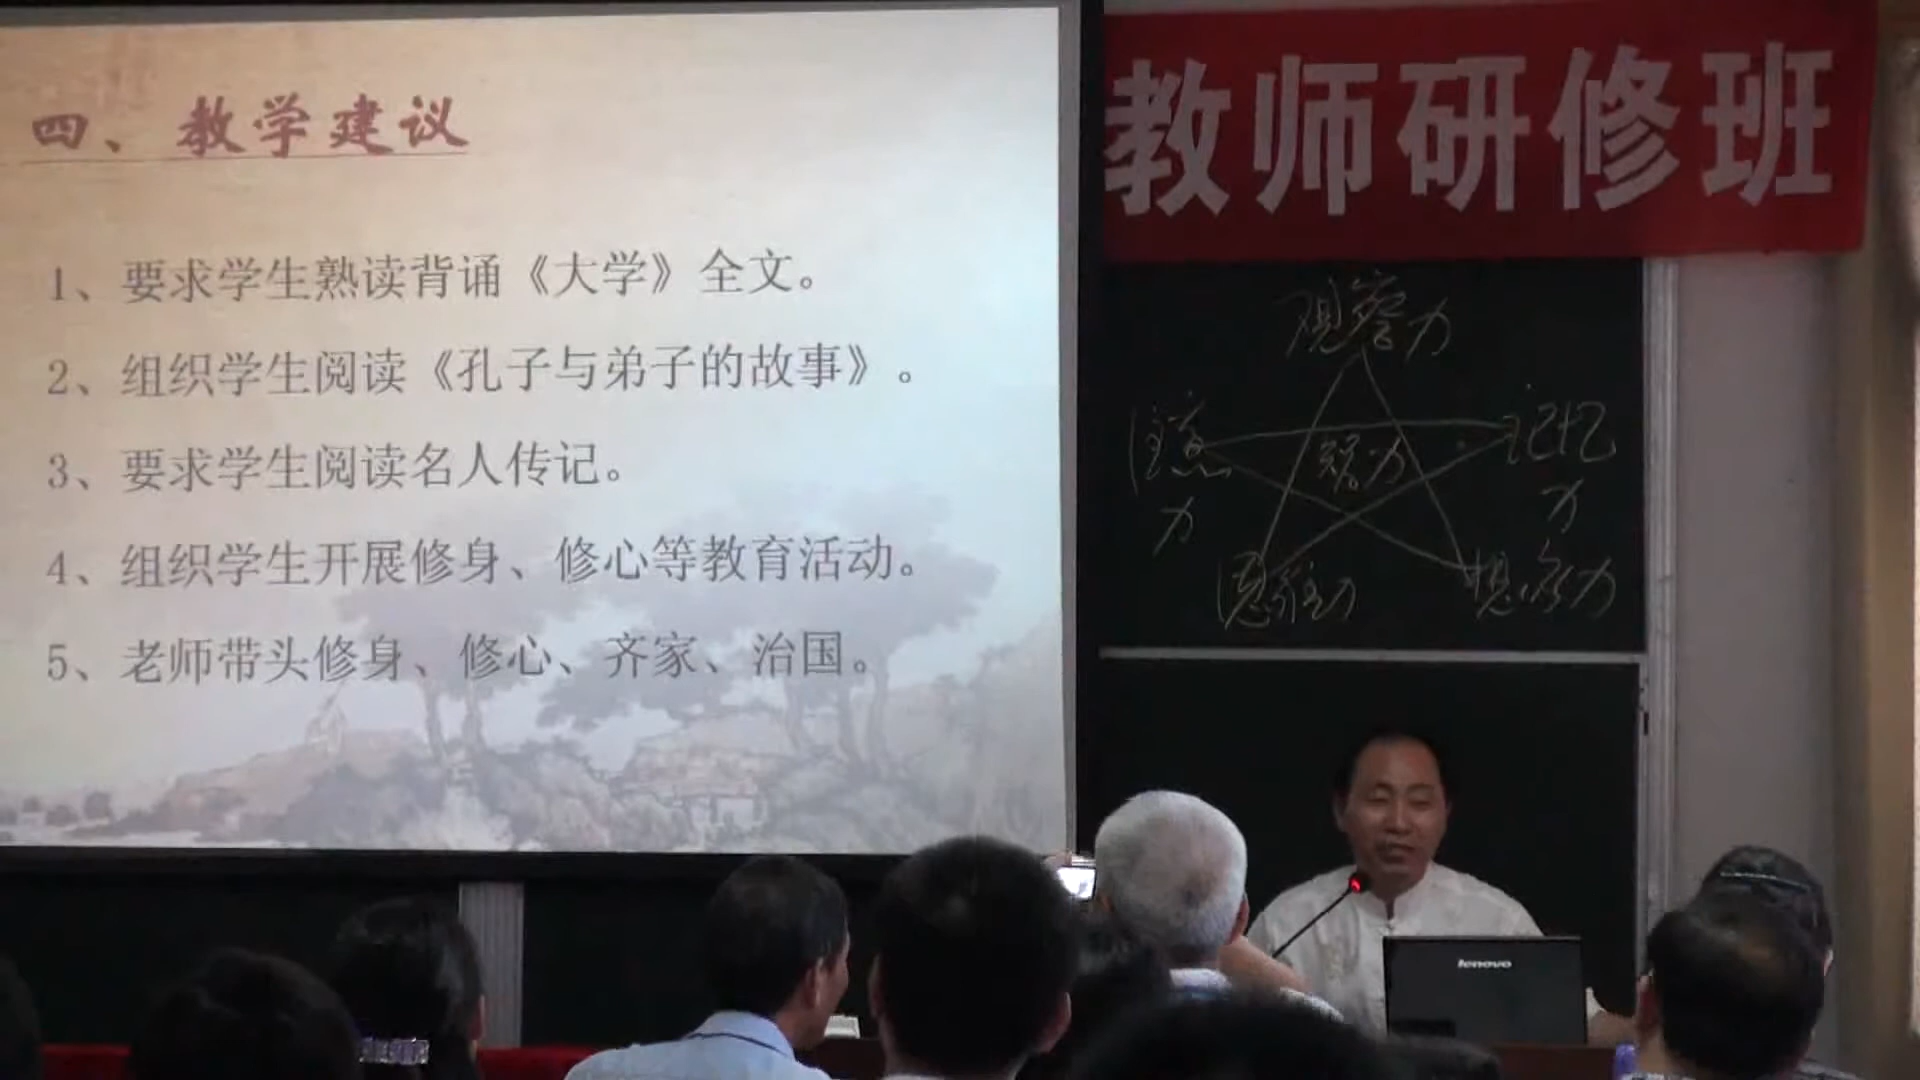 四、教学建议
1、要求学生熟读背诵《大学》全文。
2、组织学生阅读《孔子与弟子的故事》。
3、要求学生阅读名人传记。
4、组织学生开展修身、修心等教育活动。
5、老师带头修身、修心、齐家、治国。
教师研修班
观察力
注意力
记忆力
智力
思维力
想象力
lenovo